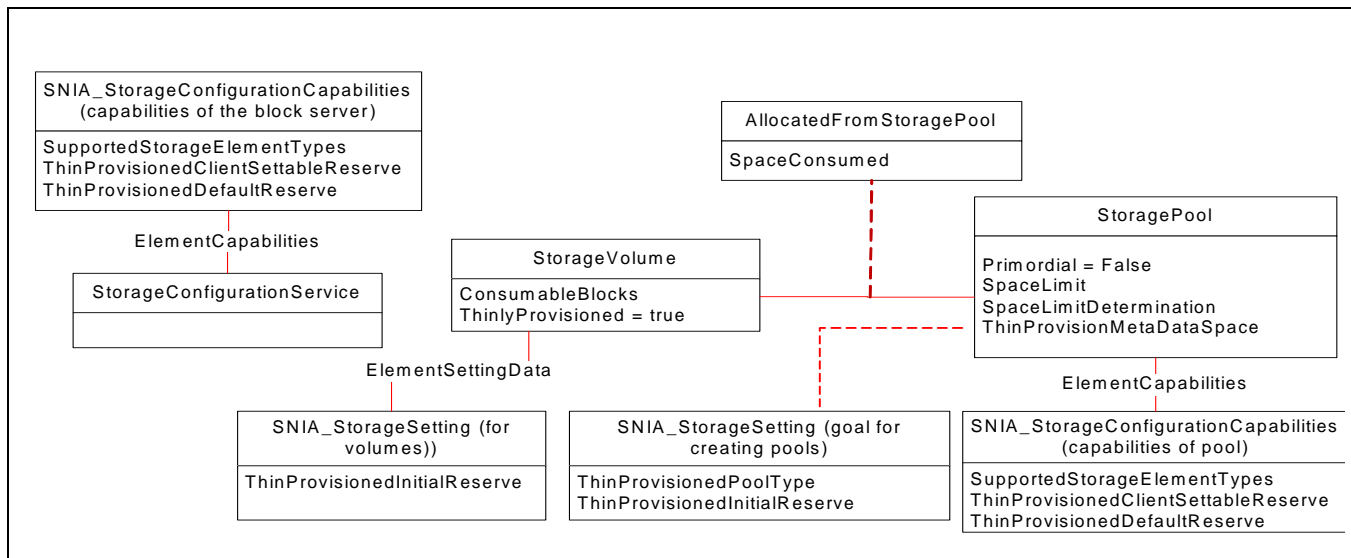 SNIA_StorageConfigurationCapabilities
(capabilities of the block server)
SupportedStorageElementTypes
ThinProvisionedClientSettableReserve
ThinProvisionedDefaultReserve
ElementCapabilities
StorageConfigurationService
AllocatedFromStoragePool
SpaceConsumed
StorageVolume
ConsumableBlocks
ThinlyProvisioned = true
StoragePool
Primordial = False
SpaceLimit
SpaceLimitDetermination
ThinProvisionMetaDataSpace
ElementSettingData
ElementCapabilities
SNIA_StorageSetting (for
volumes))
ThinProvisionedInitialReserve
SNIA_StorageSetting (goal for
creating pools)
ThinProvisionedPoolType
ThinProvisionedInitialReserve
SNIA_StorageConfigurationCapabilities
(capabilities of pool)
SupportedStorageElementTypes
ThinProvisionedClientSettableReserve
ThinProvisionedDefaultReserve